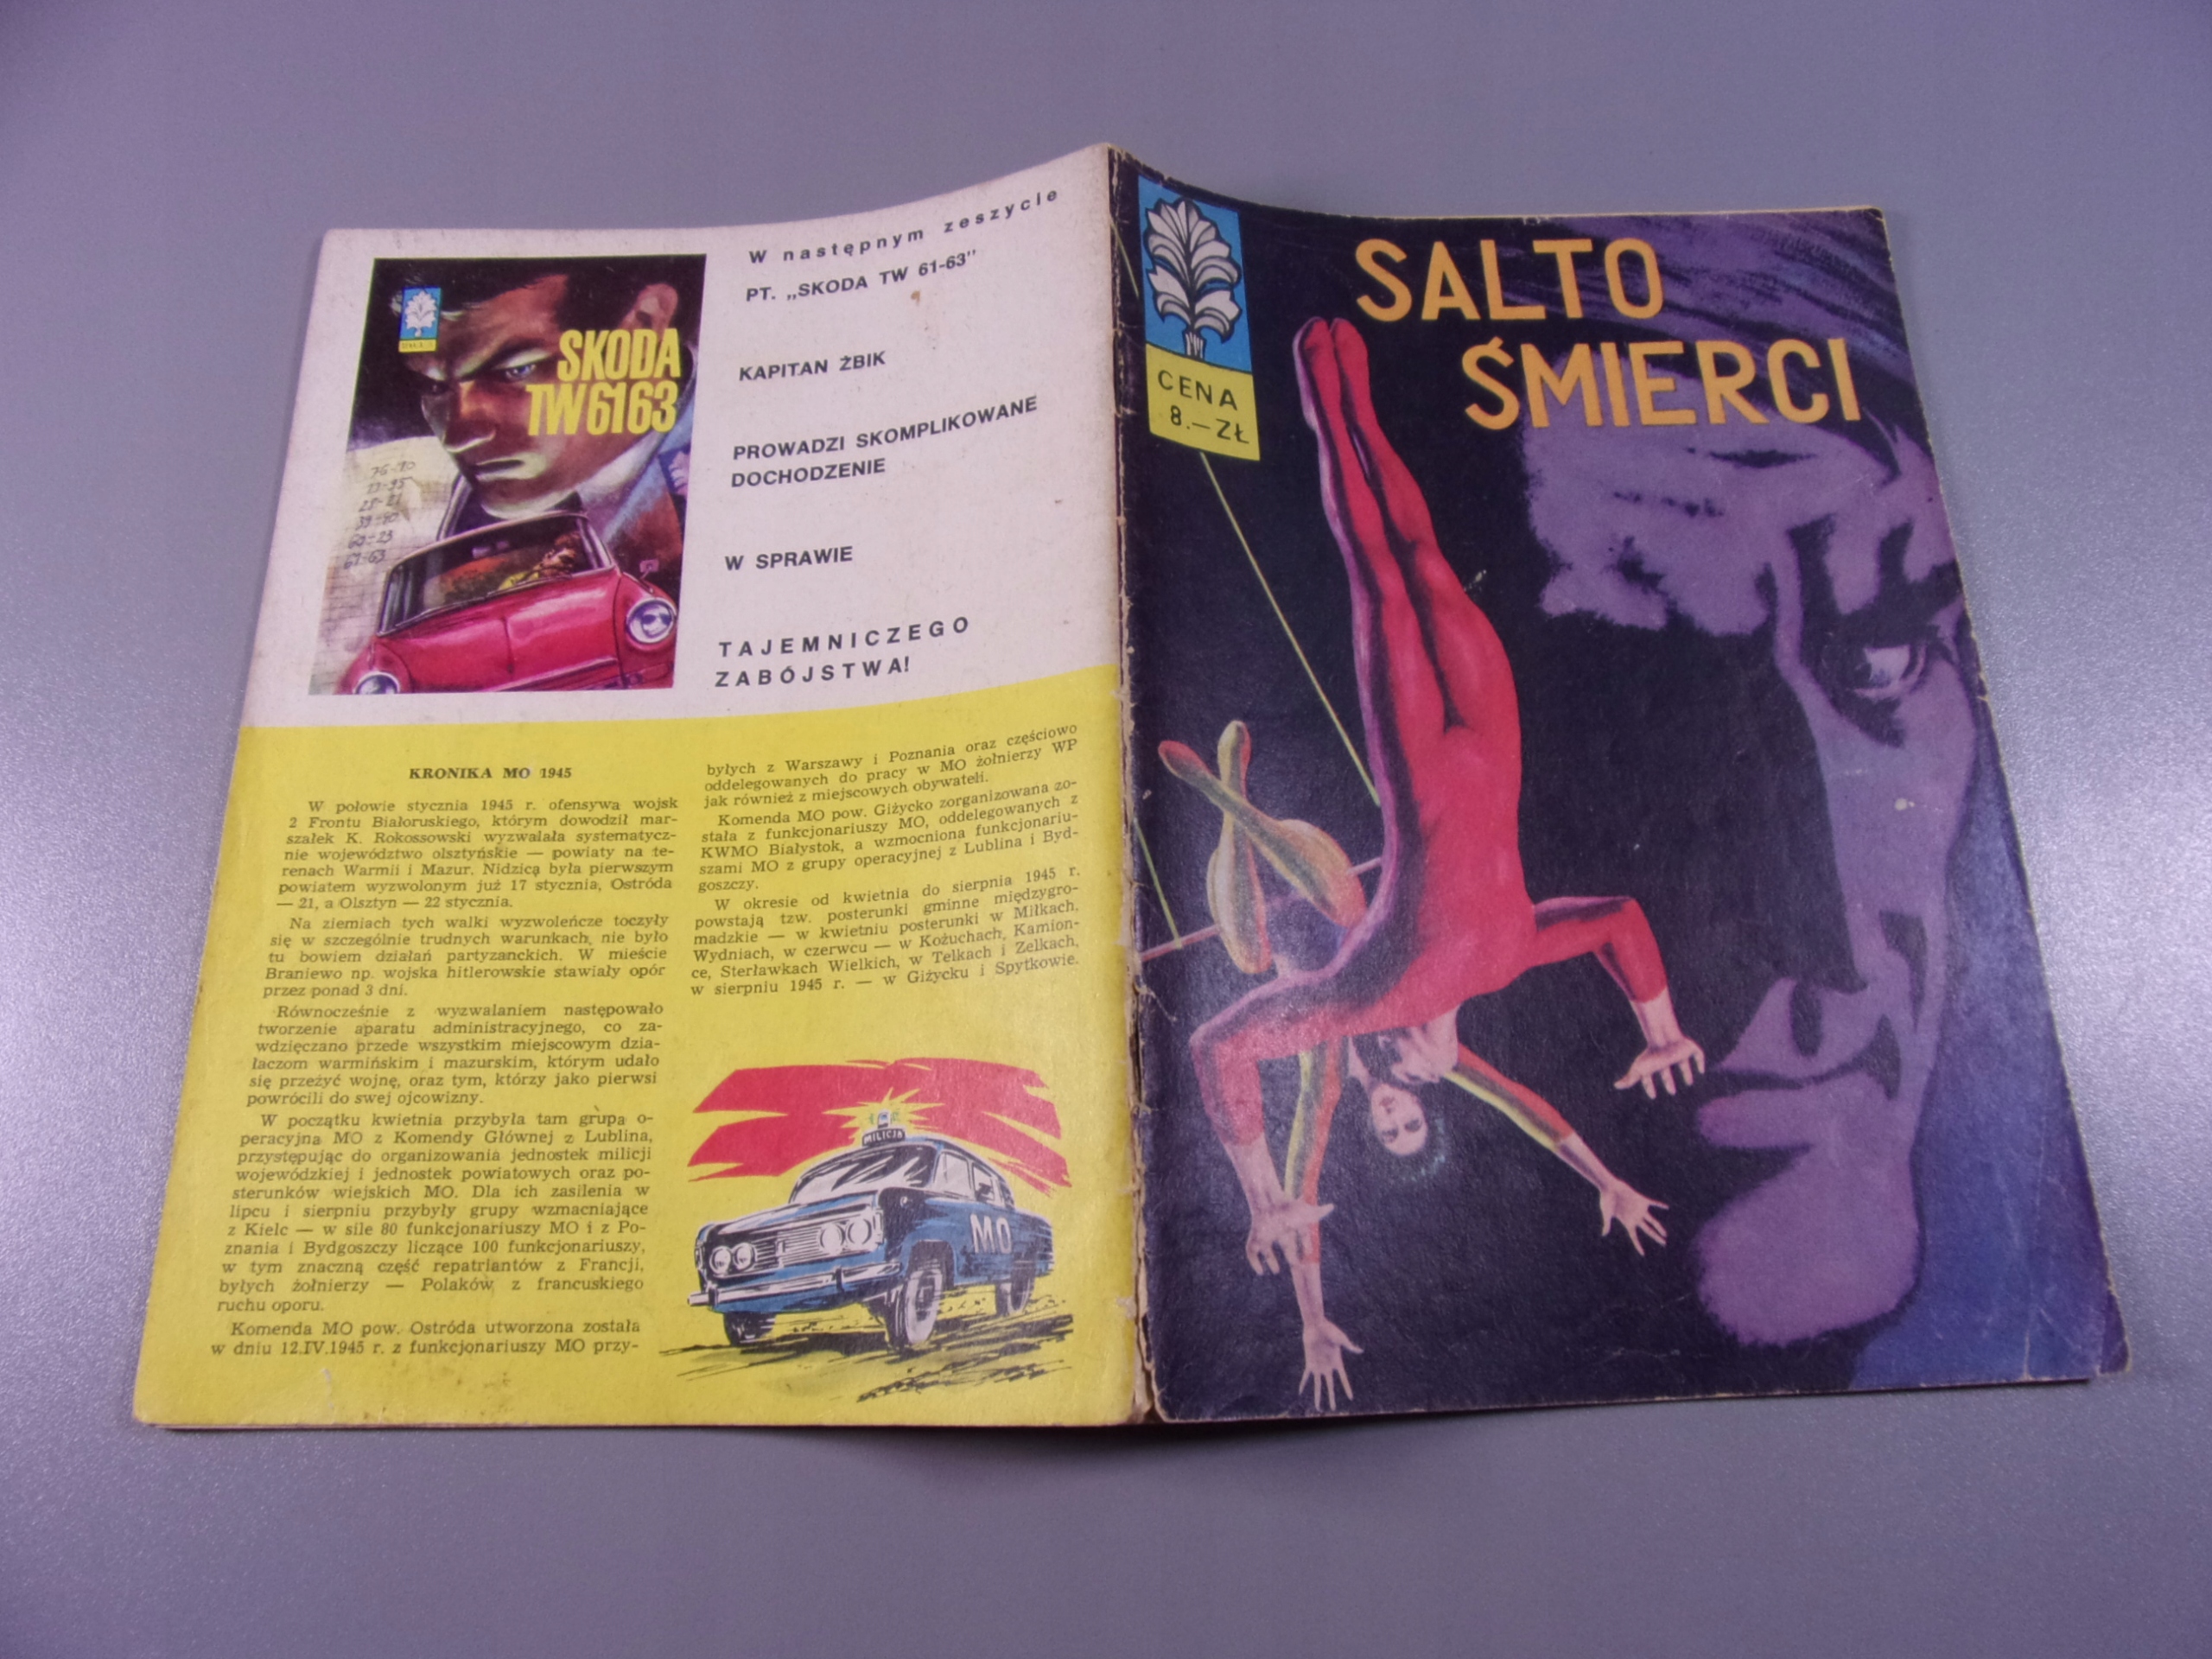 W następnym zeszycie
PT. „SKODA TW 61-63"
KAPITAN ŻBIK
PROWADZI SKOMPLIKOWANE
DOCHODZENIE
W SPRAWIE
TAJEMNICZEGO
ZABÓJSTWA!
SKODA
TW6163
76-70
23-95
39-60
60-23
61-63
KRONIKA MO 1945
W połowie stycznia 1945 r. ofensywa wojsk
2 Frontu Białoruskiego, którym dowodził mar-
szałek K. Rokossowski wyzwalała systematycz-
nie województwo olsztyńskie — powiaty na te-
renach Warmii i Mazur. Nidzicą była pierwszym
powiatem wyzwolonym już 17 stycznia, Ostróda
— 21, a Olsztyn — 22 stycznia.
Na ziemiach tych walki wyzwoleńcze toczyły
się w szczególnie trudnych warunkach, nie było
tu bowiem działań partyzanckich. W mieście
Braniewo np. wojska hitlerowskie stawiały opór
przez ponad 3 dni.
Równocześnie z wyzwalaniem następowało
tworzenie aparatu administracyjnego, co za-
wdzięczano przede wszystkim miejscowym dzia-
łaczom warmińskim i mazurskim, którym udało
się przeżyć wojnę, oraz tym, którzy jako pierwsi
powrócili do swej ojcowizny.
W początku kwietnia przybyła tam grupa o-
peracyjna MO z Komendy Głównej z Lublina,
przystępując do organizowania jednostek milicji
wojewódzkiej i jednostek powiatowych oraz po-
sterunków wiejskich MO. Dla ich zasilenia w
lipcu i sierpniu przybyły grupy wzmacniające
z Kielc — w sile 80 funkcjonariuszy MO i z Po-
znania i Bydgoszczy liczące 100 funkcjonariuszy,
w tym znaczną część repatriantów z Francji,
byłych żołnierzy — Polaków z francuskiego
ruchu oporu.
Komenda MO pow. Ostróda utworzona została
w dniu 12.IV.1945 r. z funkcjonariuszy MO przy-
byłych z Warszawy i Poznania oraz częściowo
oddelegowanych do pracy w MO żołnierzy WP
jak również z miejscowych obywateli.
Komenda MO pow. Giżycko zorganizowana zo-
stała z funkcjonariuszy MO, oddelegowanych z
KWMO Białystok, a wzmocniona funkcjonariu-
szami MO z grupy operacyjnej z Lublina i Byd-
goszczy.
W okresie od kwietnia do sierpnia 1945 r.
powstają tzw. posterunki gminne międzygro-
madzkie — w kwietniu posterunki w Miłkach,
Wydniach, w czerwcu — w Kożuchach, Kamion-
ce, Sterławkach Wielkich, w Telkach i Zelkach,
w sierpniu 1945 r. — w Giżycku i Spytkowie.
MILICJA
MO
CENA
8.—ZŁ
SALTO
ŚMIERCI